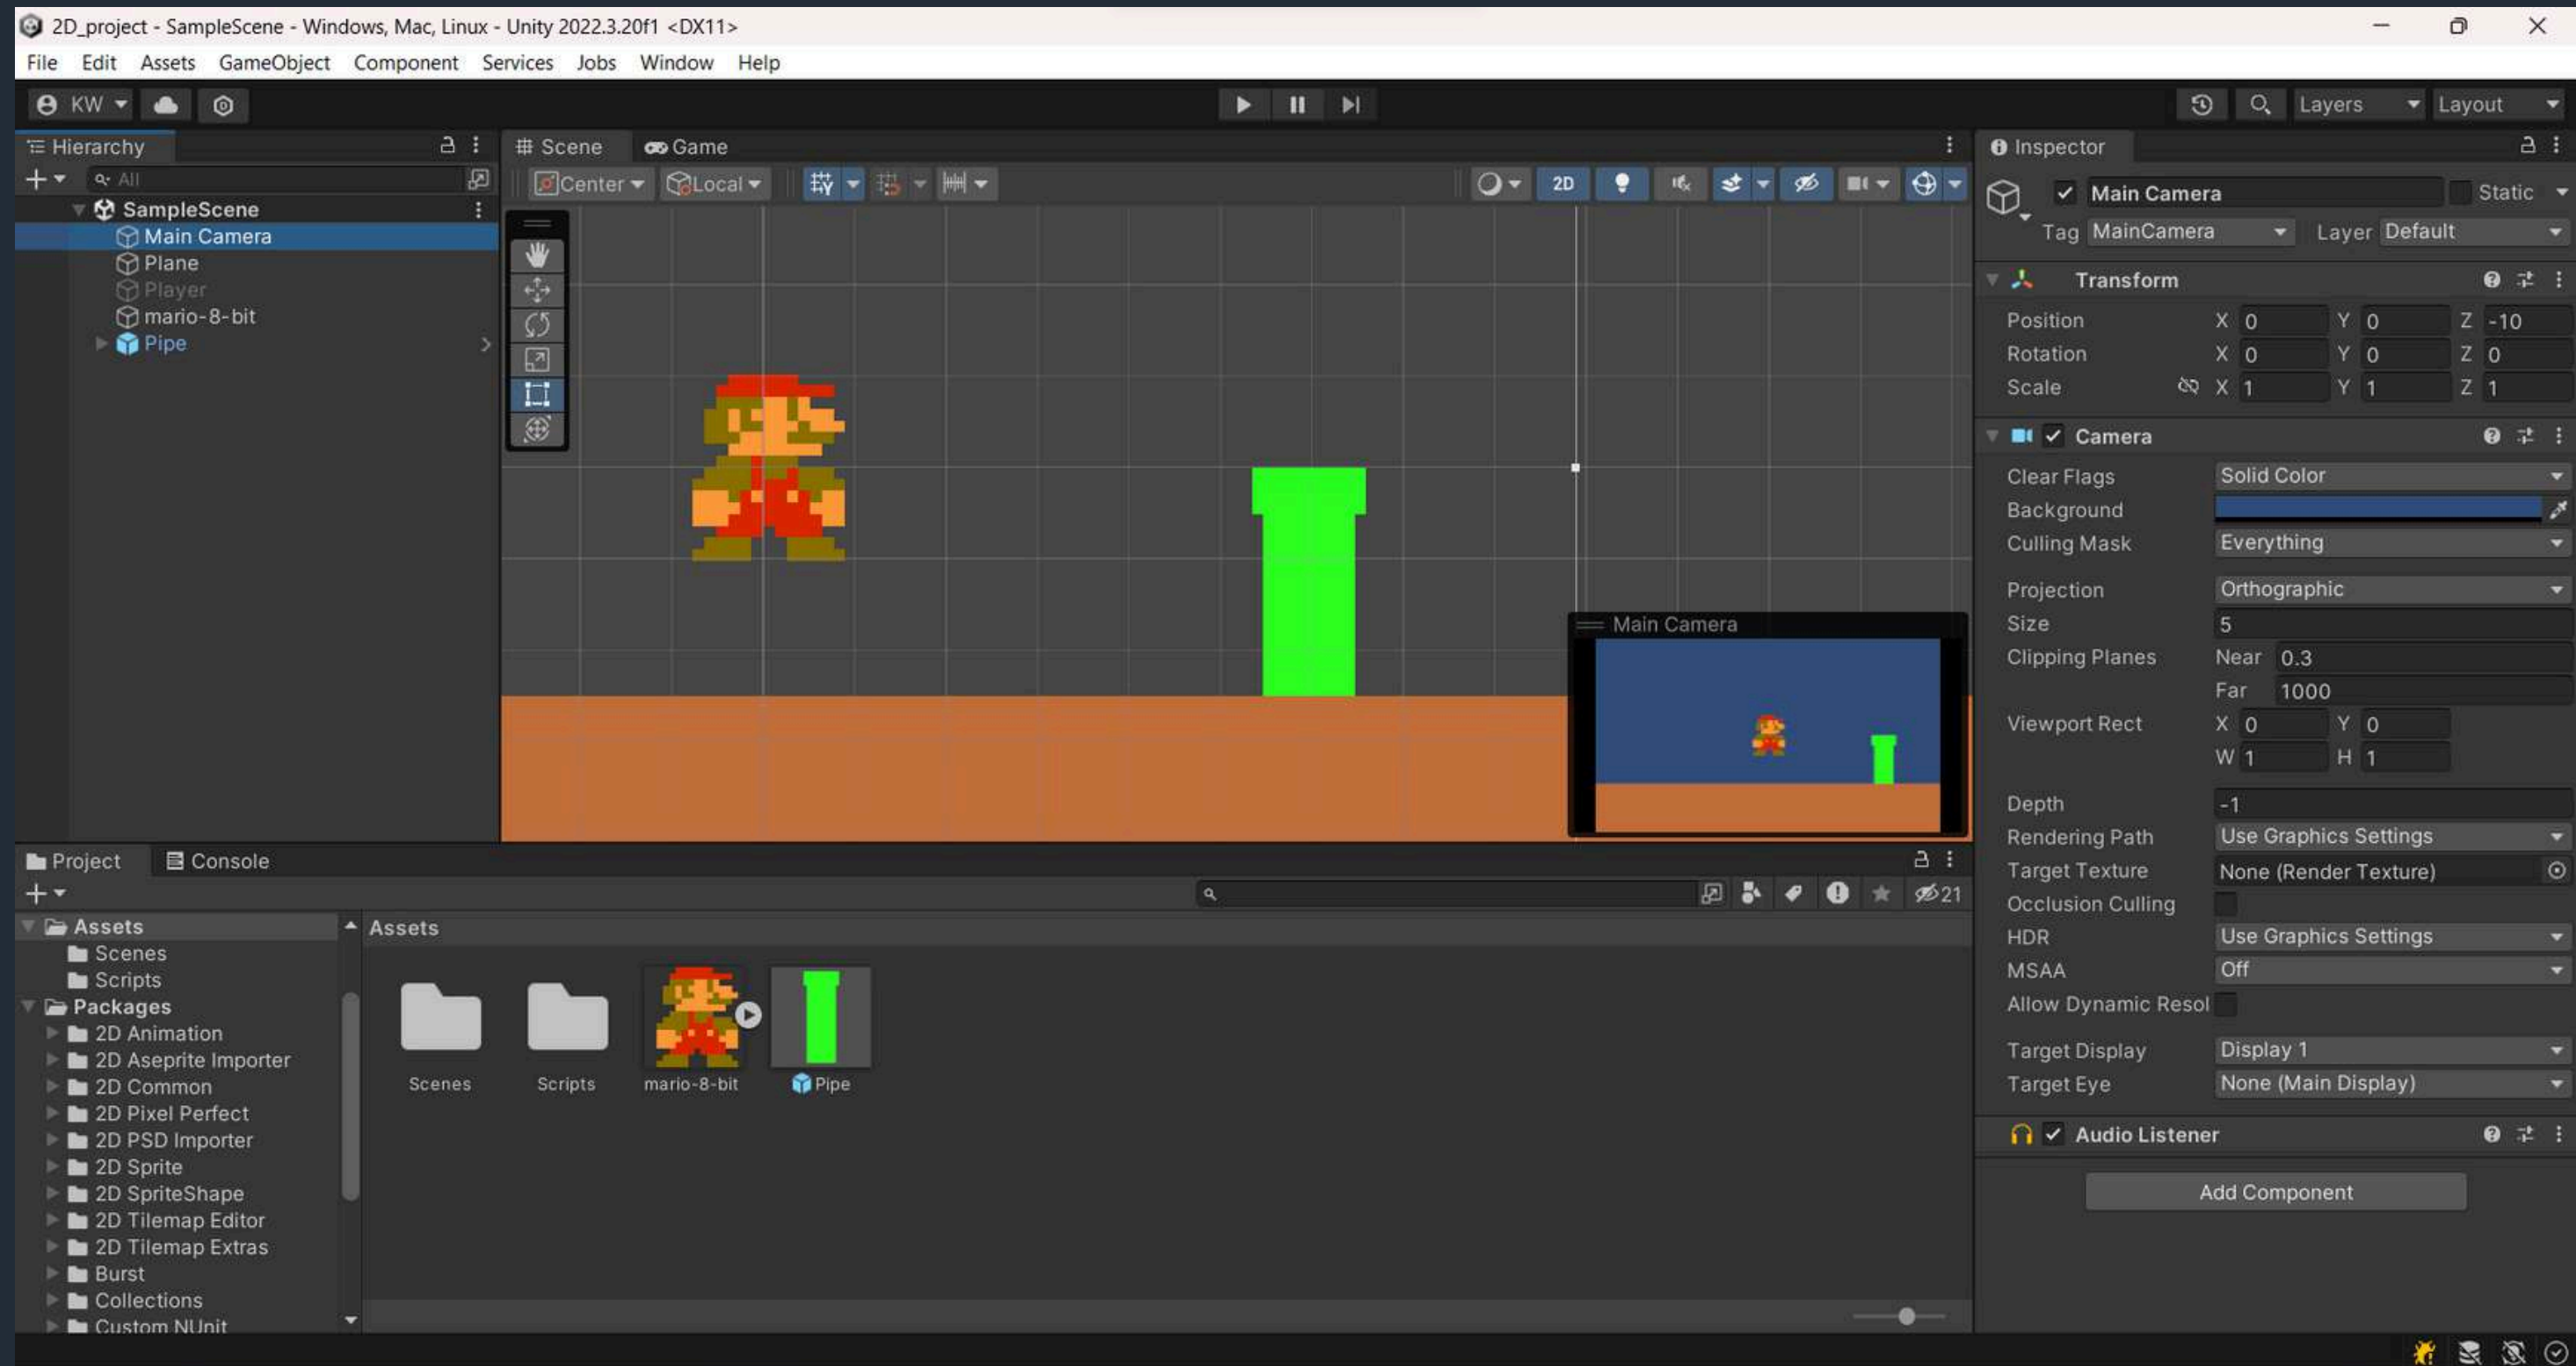 2D_project - SampleScene - Windows, Mac, Linux - Unity 2022.3.20f1 <DX11>
File Edit Assets GameObject Component Services Jobs Window Help
KW
Layers
Layout
Hierarchy
All
SampleScene
Main Camera
Plane
Player
mario-8-bit
Pipe
Scene
Game
Center
Local
2D
Main Camera
Inspector
Main Camera
Static
Tag MainCamera Layer Default
Transform
Position X 0 Y 0 Z -10
Rotation X 0 Y 0 Z 0
Scale X 1 Y 1 Z 1
Camera
Clear Flags Solid Color
Background
Culling Mask Everything
Projection Orthographic
Size 5
Clipping Planes Near 0.3
Far 1000
Viewport Rect X 0 Y 0
W 1 H 1
Depth -1
Rendering Path Use Graphics Settings
Target Texture None (Render Texture)
Occlusion Culling
HDR Use Graphics Settings
MSAA Off
Allow Dynamic Resol
Target Display Display 1
Target Eye None (Main Display)
Audio Listener
Add Component
Project
Console
21
Assets
Scenes
Scripts
Packages
2D Animation
2D Aseprite Importer
2D Common
2D Pixel Perfect
2D PSD Importer
2D Sprite
2D SpriteShape
2D Tilemap Editor
2D Tilemap Extras
Burst
Collections
Custom NUnit
Assets
Scenes
Scripts
mario-8-bit
Pipe